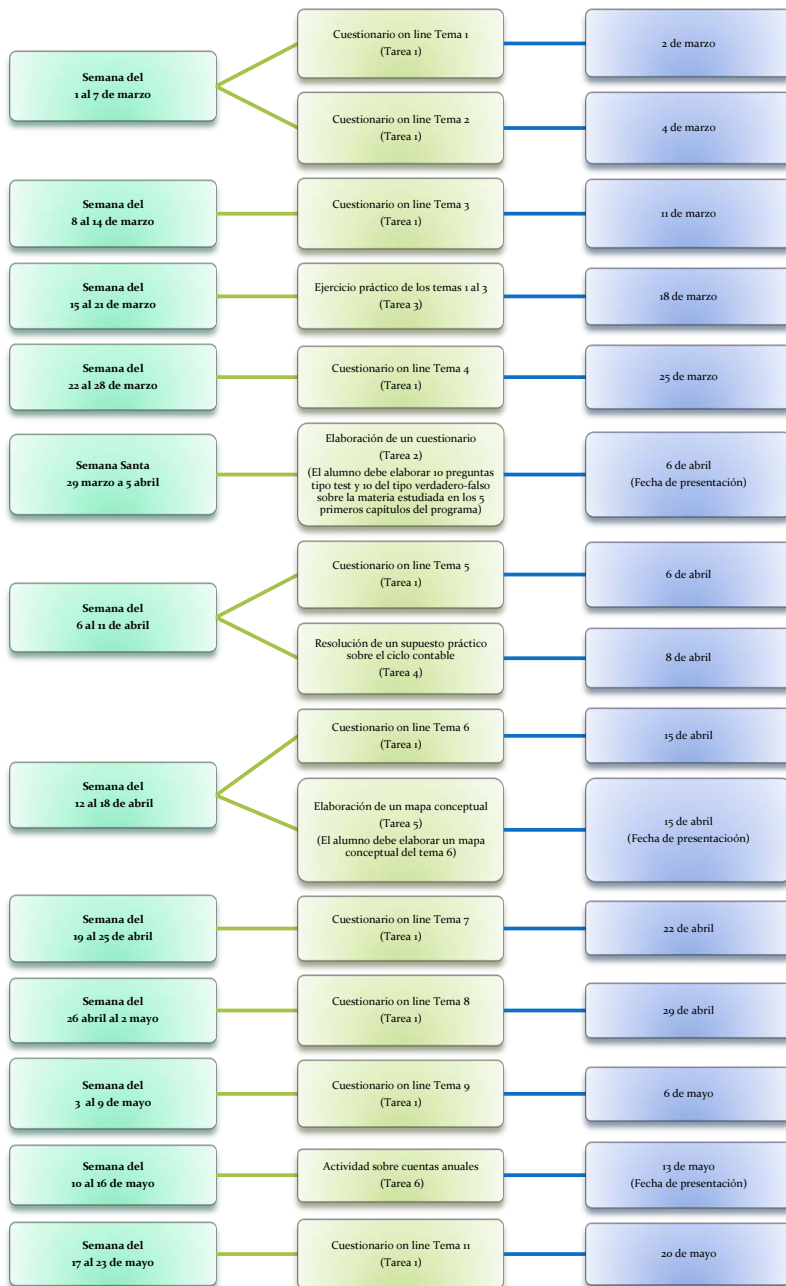 Semana del
1 al 7 de marzo
Cuestionario on line Tema 1
(Tarea 1)
2 de marzo
Cuestionario on line Tema 2
(Tarea 1)
4 de marzo
Semana del
8 al 14 de marzo
Cuestionario on line Tema 3
(Tarea 1)
11 de marzo
Semana del
15 al 21 de marzo
Ejercicio práctico de los temas 1 al 3
(Tarea 3)
18 de marzo
Semana del
22 al 28 de marzo
Cuestionario on line Tema 4
(Tarea 1)
25 de marzo
Semana Santa
29 marzo a 5 abril
Elaboración de un cuestionario
(Tarea 2)
(El alumno debe elaborar 10 preguntas
tipo test y 10 del tipo verdadero-falso
sobre la materia estudiada en los 5
primeros capítulos del programa)
6 de abril
(Fecha de presentación)
Semana del
6 al 11 de abril
Cuestionario on line Tema 5
(Tarea 1)
6 de abril
Resolución de un supuesto práctico
sobre el ciclo contable
(Tarea 4)
8 de abril
Semana del
12 al 18 de abril
Cuestionario on line Tema 6
(Tarea 1)
15 de abril
Elaboración de un mapa conceptual
(Tarea 5)
(El alumno debe elaborar un mapa
conceptual del tema 6)
15 de abril
(Fecha de presentacioón)
Semana del
19 al 25 de abril
Cuestionario on line Tema 7
(Tarea 1)
22 de abril
Semana del
26 abril al 2 mayo
Cuestionario on line Tema 8
(Tarea 1)
29 de abril
Semana del
3 al 9 de mayo
Cuestionario on line Tema 9
(Tarea 1)
6 de mayo
Semana del
10 al 16 de mayo
Actividad sobre cuentas anuales
(Tarea 6)
13 de mayo
(Fecha de presentación)
Semana del
17 al 23 de mayo
Cuestionario on line Tema 11
(Tarea 1)
20 de mayo